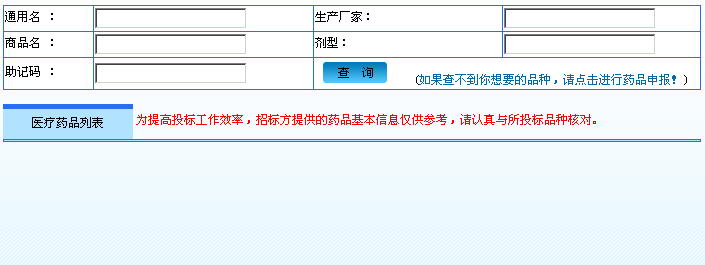 通用名 ： 生产厂家：
商品名 ： 剂型：
助记码 ： 查 询 (如果查不到你想要的品种，请点击进行药品申报！)
医疗药品列表 为提高投标工作效率，招标方提供的药品基本信息仅供参考，请认真与所投标品种核对。